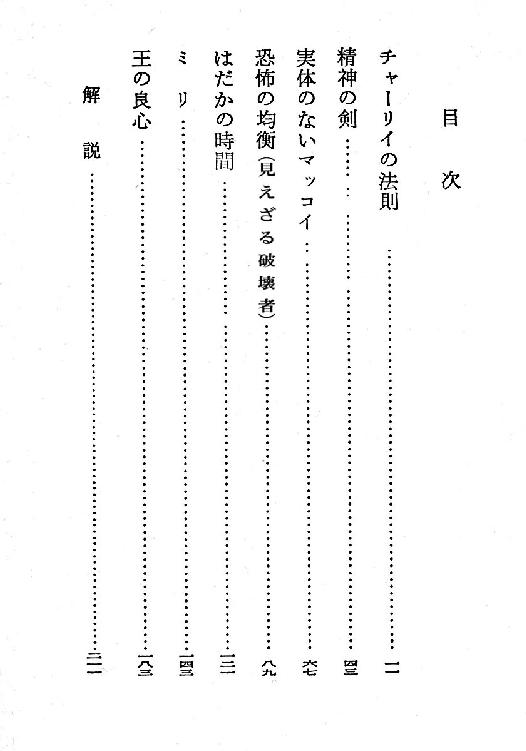 目次
チャーリイの法則……一一
精神の剣……四三
実体のないマッコイ……六七
恐怖の均衡(見えざる破壊者)……八九
はだかの時間……一二一
ミリ……一四三
王の良心……一八三
解説……二一一